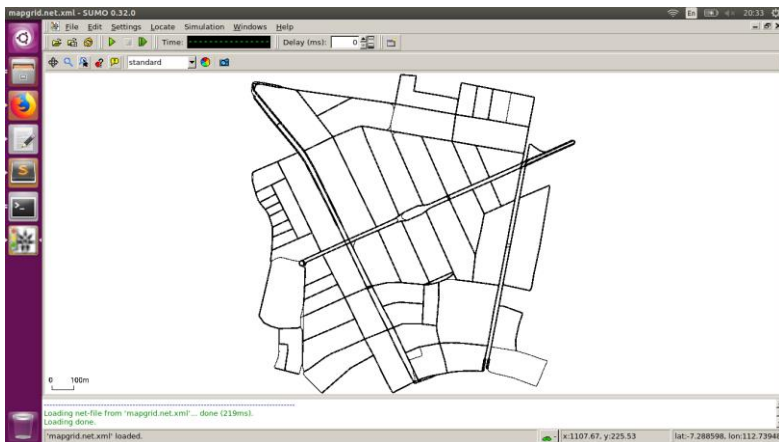 mapgrid.net.xml - SUMO 0.32.0
En
20:33
File Edit Settings Locate Simulation Windows Help
Time:
Delay (ms): 0
standard
0 100m
Loading net-file from 'mapgrid.net.xml'... done (219ms).
Loading done.
'mapgrid.net.xml' loaded.
x:1107.67, y:225.53
lat:-7.288598, lon:112.7394